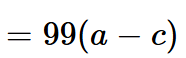 = 99(a − c)